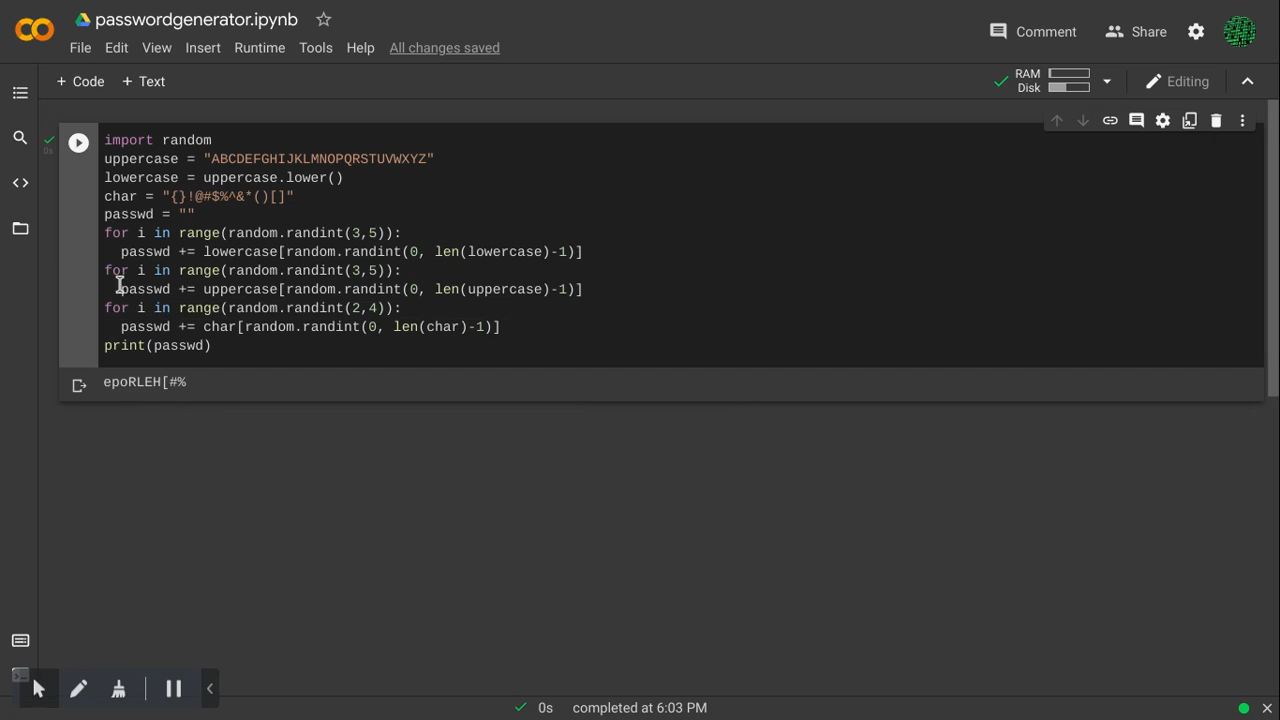 passwordgenerator.ipynb
File Edit View Insert Runtime Tools Help All changes saved
Comment Share
+ Code + Text
RAM
Disk
Editing
0s
import random
uppercase = "ABCDEFGHIJKLMNOPQRSTUVWXYZ"
lowercase = uppercase.lower()
char = "{}!@#$%^&*()[]"
passwd = ""
for i in range(random.randint(3,5)):
  passwd += lowercase[random.randint(0, len(lowercase)-1)]
for i in range(random.randint(3,5)):
  passwd += uppercase[random.randint(0, len(uppercase)-1)]
for i in range(random.randint(2,4)):
  passwd += char[random.randint(0, len(char)-1)]
print(passwd)
epoRLEH[#%
0s completed at 6:03 PM